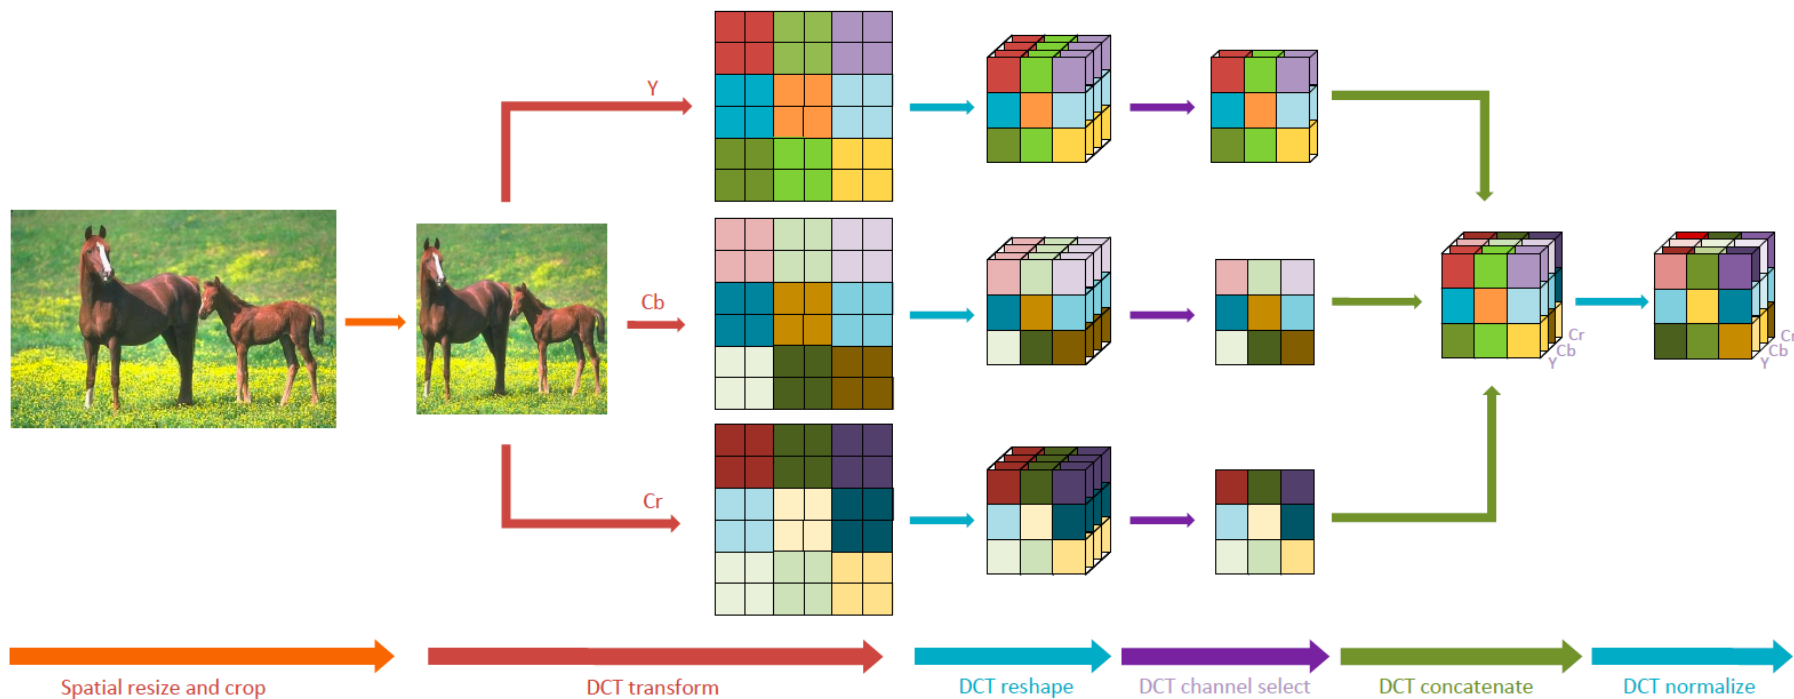 Y
Cb
Cr
Cr
Cb
Y
Cr
Cb
Y
Spatial resize and crop
DCT transform
DCT reshape
DCT channel select
DCT concatenate
DCT normalize